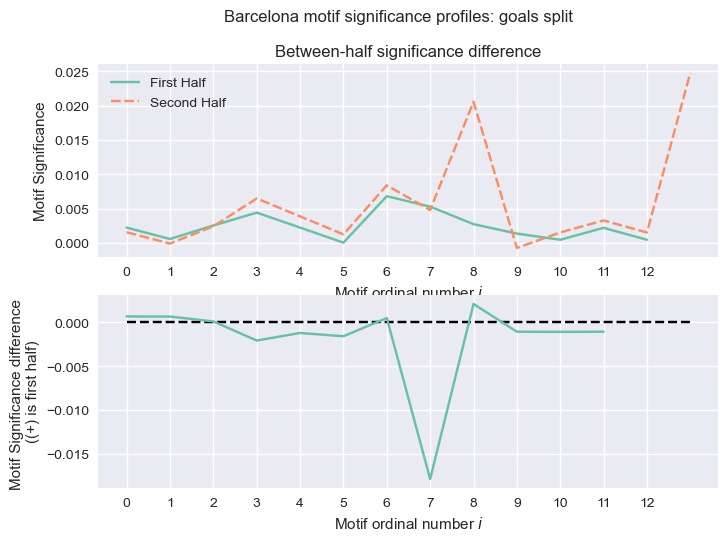 Barcelona motif significance profiles: goals split
Between-half significance difference
First Half
Second Half
Motif Significance
0.025
0.020
0.015
0.010
0.005
0.000
0 1 2 3 4 5 6 7 8 9 10 11 12
Motif ordinal number i
Motif Significance difference
((+) is first half)
0.000
−0.005
−0.010
−0.015
0 1 2 3 4 5 6 7 8 9 10 11 12
Motif ordinal number i